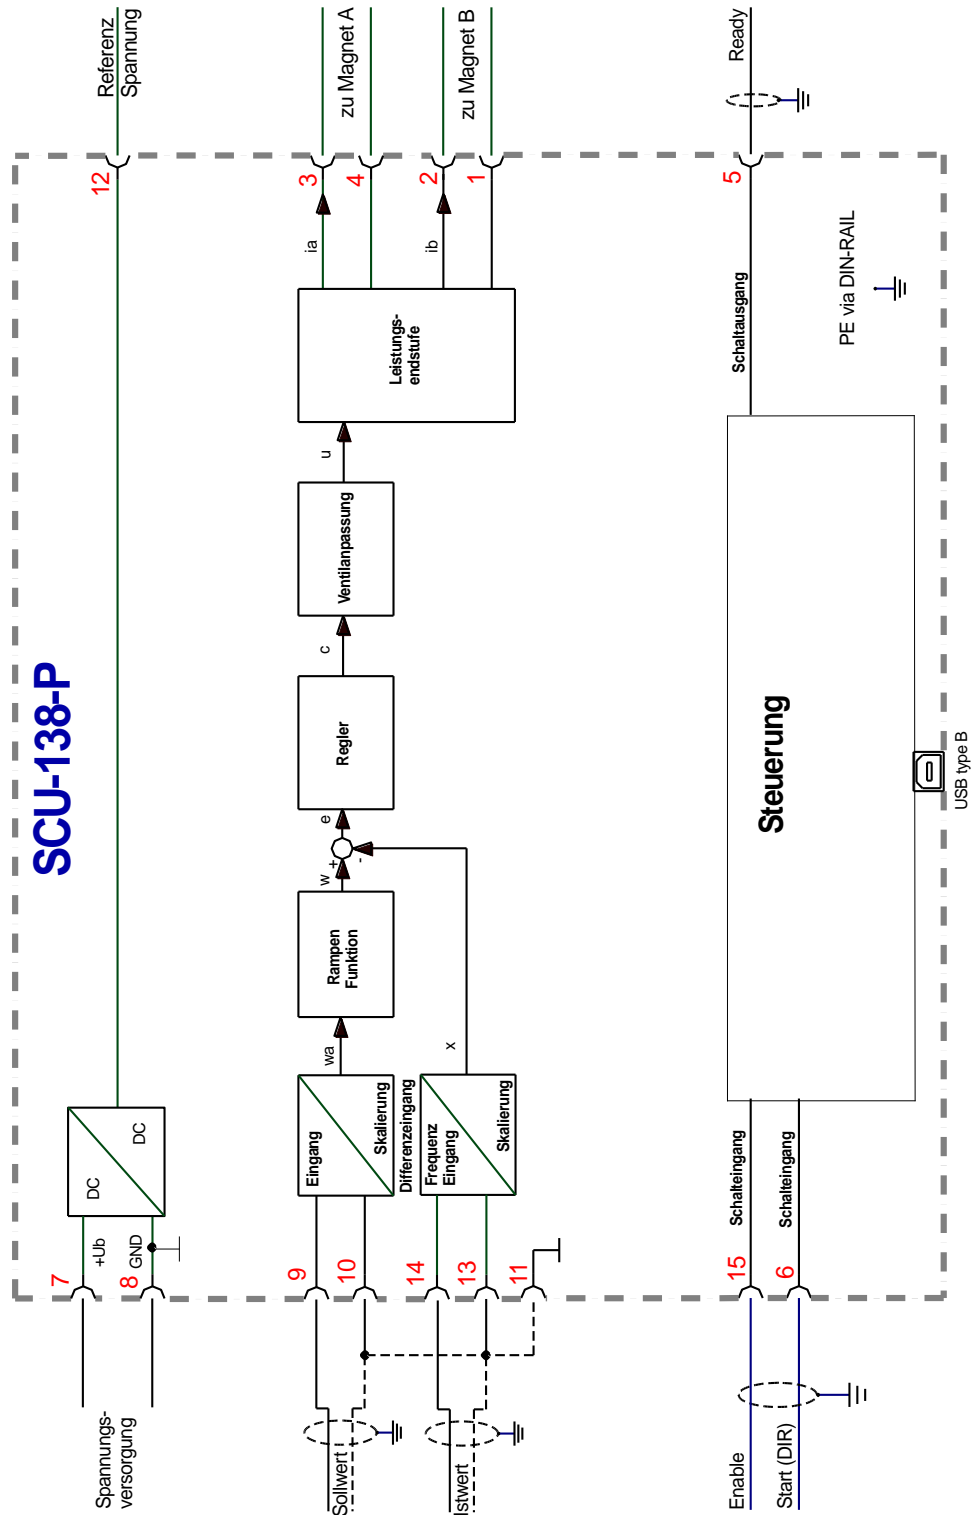 SCU-138-P
Spannungs-
versorgung
7
8
+Ub
GND
DC
DC
12
Referenz
Spannung
Sollwert
9
10
Eingang
Skalierung
Differenzeingang
wa
Rampen
Funktion
w
+
-
e
Regler
c
Ventilanpassung
u
Leistungs-
endstufe
ia
ib
3
4
2
1
zu Magnet A
zu Magnet B
Istwert
14
13
11
Frequenz
Eingang
Skalierung
x
Enable
Start (DIR)
15
6
Schalteingang
Schalteingang
Steuerung
USB type B
Schaltausgang
5
Ready
PE via DIN-RAIL